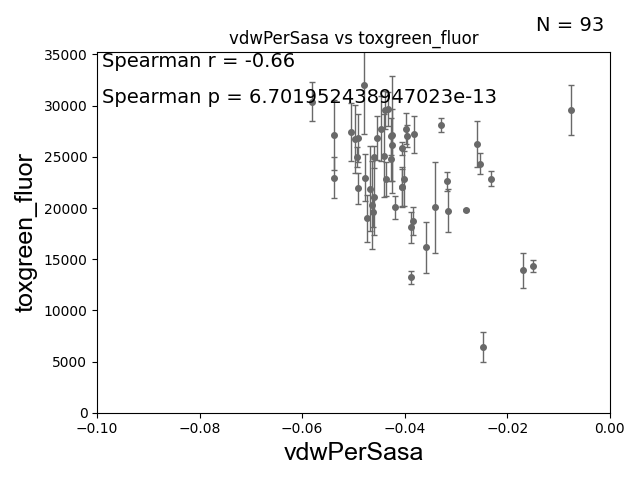 N = 93
vdwPerSasa vs toxgreen_fluor
Spearman r = -0.66
Spearman p = 6.701952438947023e-13
35000
30000
25000
20000
15000
10000
5000
0
toxgreen_fluor
−0.10 −0.08 −0.06 −0.04 −0.02 0.00
vdwPerSasa